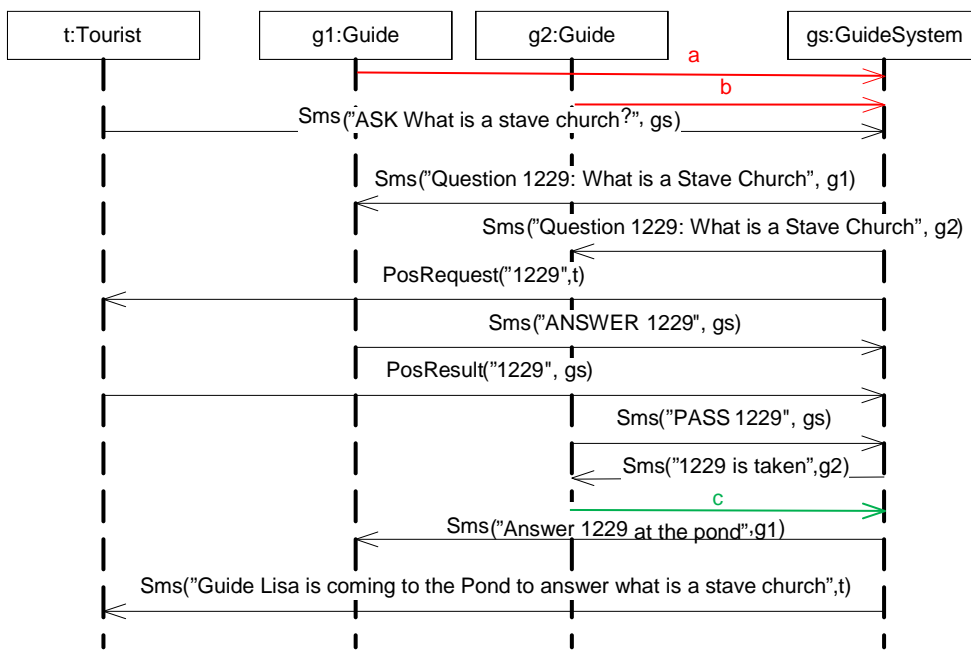 t:Tourist
g1:Guide
g2:Guide
gs:GuideSystem
a
b
Sms("ASK What is a stave church?", gs)
Sms("Question 1229: What is a Stave Church", g1)
Sms("Question 1229: What is a Stave Church", g2)
PosRequest("1229",t)
Sms("ANSWER 1229", gs)
PosResult("1229", gs)
Sms("PASS 1229", gs)
Sms("1229 is taken",g2)
c
Sms("Answer 1229 at the pond",g1)
Sms("Guide Lisa is coming to the Pond to answer what is a stave church",t)